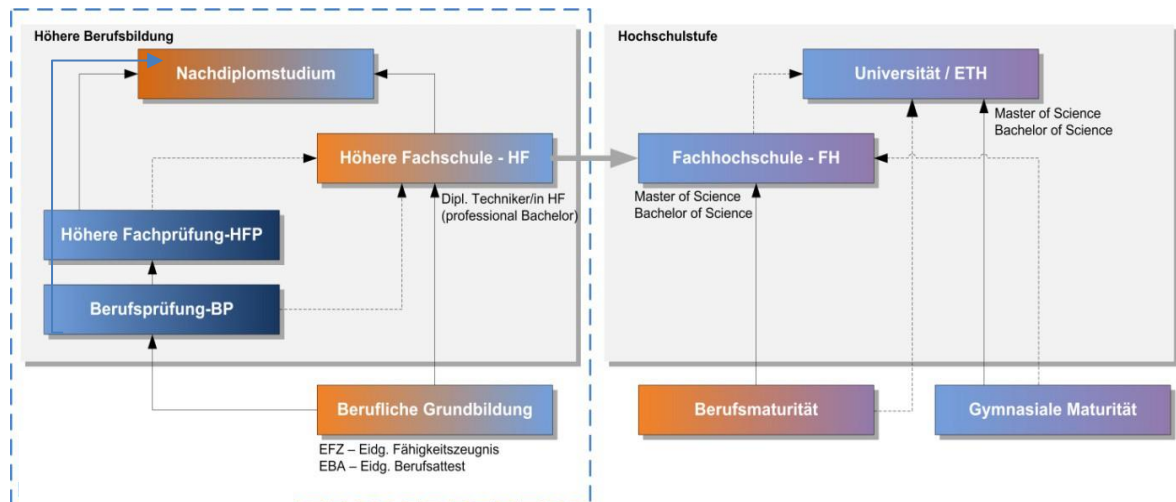 Höhere Berufsbildung
Nachdiplomstudium
Höhere Fachschule - HF
Dipl. Techniker/in HF
(professional Bachelor)
Höhere Fachprüfung-HFP
Berufsprüfung-BP
Berufliche Grundbildung
EFZ – Eidg. Fähigkeitszeugnis
EBA – Eidg. Berufsattest
Hochschulstufe
Universität / ETH
Master of Science
Bachelor of Science
Fachhochschule - FH
Master of Science
Bachelor of Science
Berufsmaturität
Gymnasiale Maturität